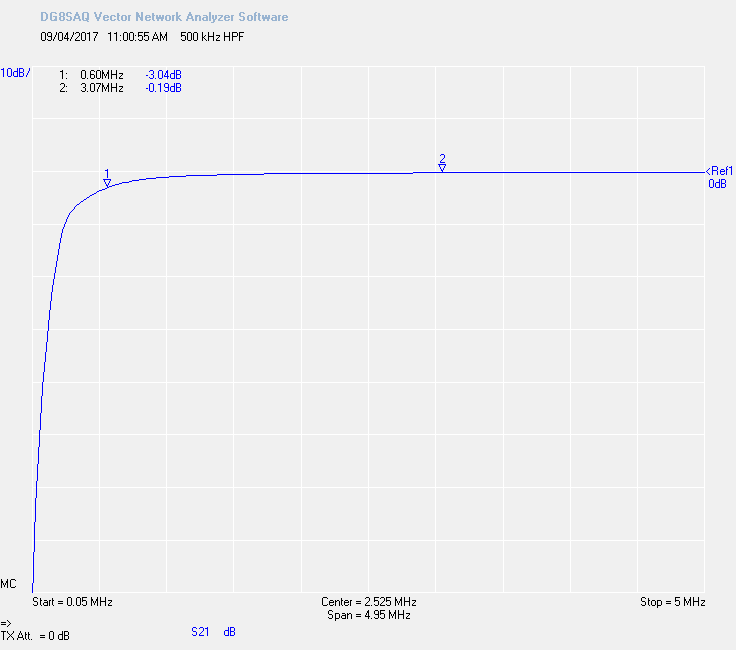 DG8SAQ Vector Network Analyzer Software
09/04/2017 11:00:55 AM 500 kHz HPF
10dB/
1: 0.60MHz -3.04dB
2: 3.07MHz -0.19dB
1
2
<Ref1
0dB
MC
Start = 0.05 MHz Center = 2.525 MHz Stop = 5 MHz
Span = 4.95 MHz
=>
TX Att. = 0 dB S21 dB